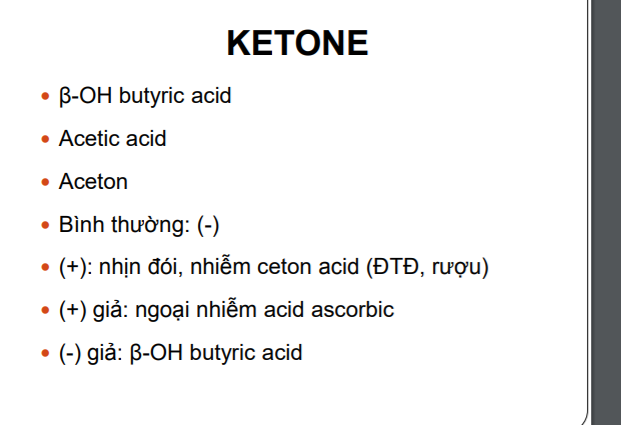 KETONE
• β-OH butyric acid
• Acetic acid
• Aceton
• Bình thường: (-)
• (+): nhịn đói, nhiễm ceton acid (ĐTĐ, rượu)
• (+) giả: ngoại nhiễm acid ascorbic
• (-) giả: β-OH butyric acid